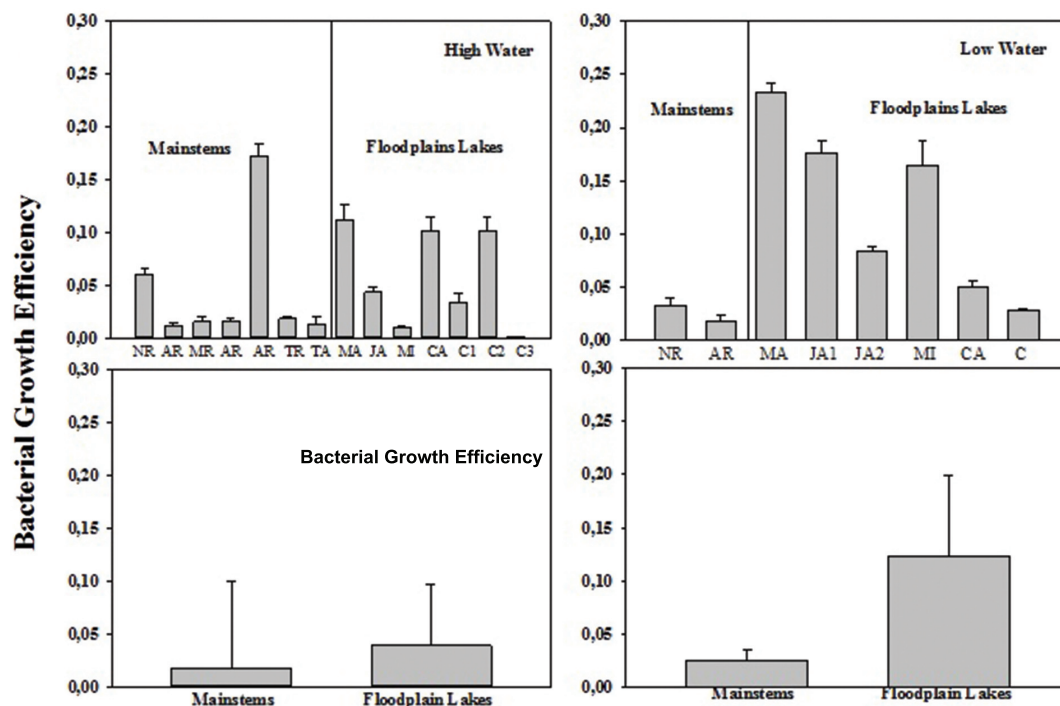 Bacterial Growth Efficiency
0,30
0,25
0,20
0,15
0,10
0,05
0,00
High Water
Mainstems
Floodplains Lakes
NR AR MR AR AR TR TA MA JA MI CA C1 C2 C3
0,30
0,25
0,20
0,15
0,10
0,05
0,00
Low Water
Mainstems
Floodplains Lakes
NR AR MA JA1 JA2 MI CA C
0,30
0,25
0,20
0,15
0,10
0,05
0,00
Bacterial Growth Efficiency
Mainstems Floodplain Lakes
0,30
0,25
0,20
0,15
0,10
0,05
0,00
Mainstems Floodplain Lakes